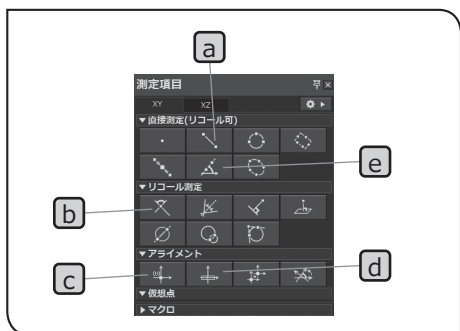 a
測定項目
XY XZ
▼直接測定(リコール可)
e
▼リコール測定
b
▼アライメント
c
d
▼仮想点
▶マクロ